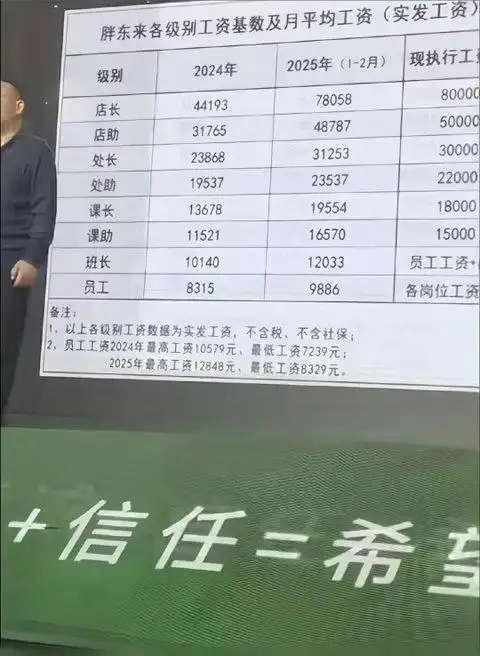 胖东来各级别工资基数及月平均工资（实发工资）
级别 2024年 2025年（1-2月） 现执行工资
店长 44193 78058 80000
店助 31765 48787 50000
处长 23868 31253 30000
处助 19537 23537 22000
课长 13678 19554 18000
课助 11521 16570 15000
班长 10140 12033 员工工资+
员工 8315 9886 各岗位工资
备注：
1、以上各级别工资数据为实发工资，不含税、不含社保；
2、员工工资2024年最高工资10579元、最低工资7239元；
2025年最高工资12848元、最低工资8329元。
+信任=希望